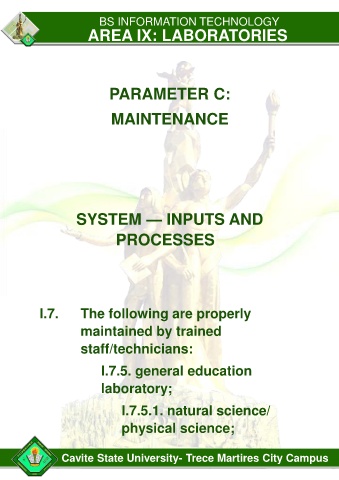 BS INFORMATION TECHNOLOGY
AREA IX: LABORATORIES
PARAMETER C:
MAINTENANCE
SYSTEM — INPUTS AND
PROCESSES
I.7. The following are properly
maintained by trained
staff/technicians:
I.7.5. general education
laboratory;
I.7.5.1. natural science/
physical science;
Cavite State University- Trece Martires City Campus